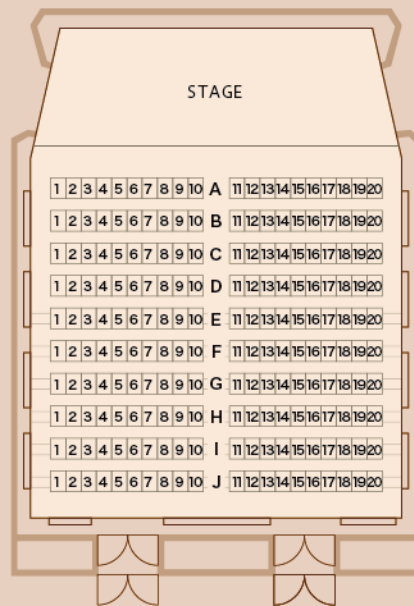 STAGE
1 2 3 4 5 6 7 8 9 10 A 11 12 13 14 15 16 17 18 19 20
1 2 3 4 5 6 7 8 9 10 B 11 12 13 14 15 16 17 18 19 20
1 2 3 4 5 6 7 8 9 10 C 11 12 13 14 15 16 17 18 19 20
1 2 3 4 5 6 7 8 9 10 D 11 12 13 14 15 16 17 18 19 20
1 2 3 4 5 6 7 8 9 10 E 11 12 13 14 15 16 17 18 19 20
1 2 3 4 5 6 7 8 9 10 F 11 12 13 14 15 16 17 18 19 20
1 2 3 4 5 6 7 8 9 10 G 11 12 13 14 15 16 17 18 19 20
1 2 3 4 5 6 7 8 9 10 H 11 12 13 14 15 16 17 18 19 20
1 2 3 4 5 6 7 8 9 10 I 11 12 13 14 15 16 17 18 19 20
1 2 3 4 5 6 7 8 9 10 J 11 12 13 14 15 16 17 18 19 20